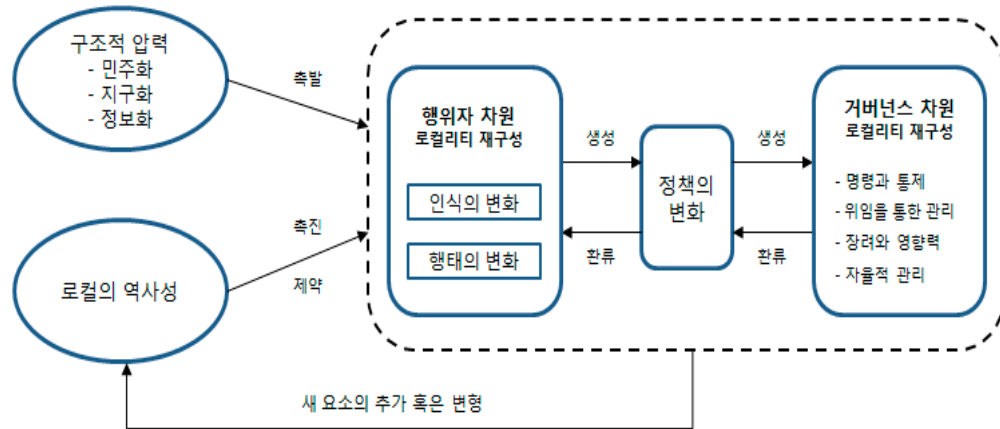 구조적 압력
- 민주화
- 지구화
- 정보화
촉발
로컬의 역사성
촉진
제약
행위자 차원
로컬리티 재구성
인식의 변화
행태의 변화
생성
환류
정책의
변화
생성
환류
거버넌스 차원
로컬리티 재구성
- 명령과 통제
- 위임을 통한 관리
- 장려와 영향력
- 자율적 관리
새 요소의 추가 혹은 변형